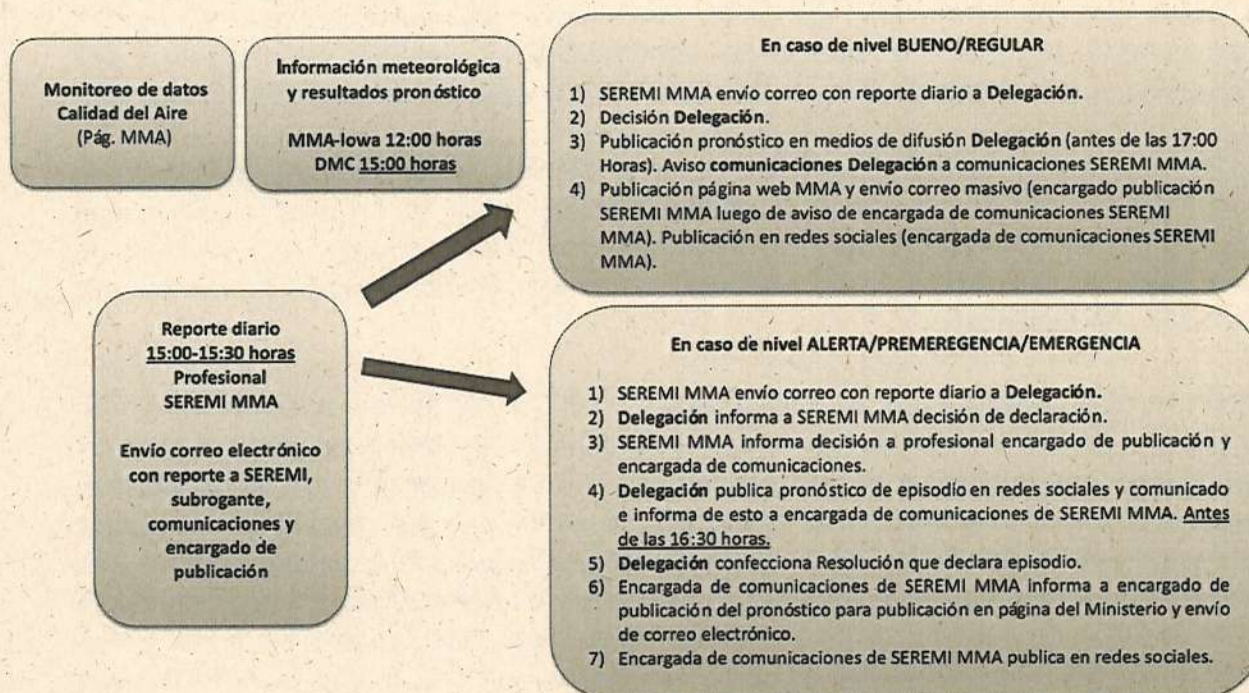 Monitoreo de datos
Calidad del Aire
(Pág. MMA)
Información meteorológica
y resultados pronóstico
MMA-Iowa 12:00 horas
DMC 15:00 horas
Reporte diario
15:00-15:30 horas
Profesional
SEREMI MMA
Envío correo electrónico
con reporte a SEREMI,
subrogante,
comunicaciones y
encargado de
publicación
En caso de nivel BUENO/REGULAR
1) SEREMI MMA envío correo con reporte diario a Delegación.
2) Decisión Delegación.
3) Publicación pronóstico en medios de difusión Delegación (antes de las 17:00
Horas). Aviso comunicaciones Delegación a comunicaciones SEREMI MMA.
4) Publicación página web MMA y envío correo masivo (encargado publicación
SEREMI MMA luego de aviso de encargada de comunicaciones SEREMI
MMA). Publicación en redes sociales (encargada de comunicaciones SEREMI
MMA).
En caso de nivel ALERTA/PREMEREGENCIA/EMERGENCIA
1) SEREMI MMA envío correo con reporte diario a Delegación.
2) Delegación informa a SEREMI MMA decisión de declaración.
3) SEREMI MMA informa decisión a profesional encargado de publicación y
encargada de comunicaciones.
4) Delegación publica pronóstico de episodio en redes sociales y comunicado
e informa de esto a encargada de comunicaciones de SEREMI MMA. Antes
de las 16:30 horas.
5) Delegación confecciona Resolución que declara episodio.
6) Encargada de comunicaciones de SEREMI MMA informa a encargado de
publicación del pronóstico para publicación en página del Ministerio y envío
de correo electrónico.
7) Encargada de comunicaciones de SEREMI MMA publica en redes sociales.